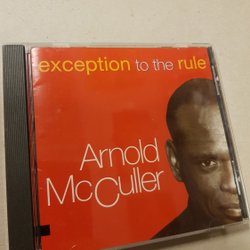 exception to the rule
Arnold
McCuller